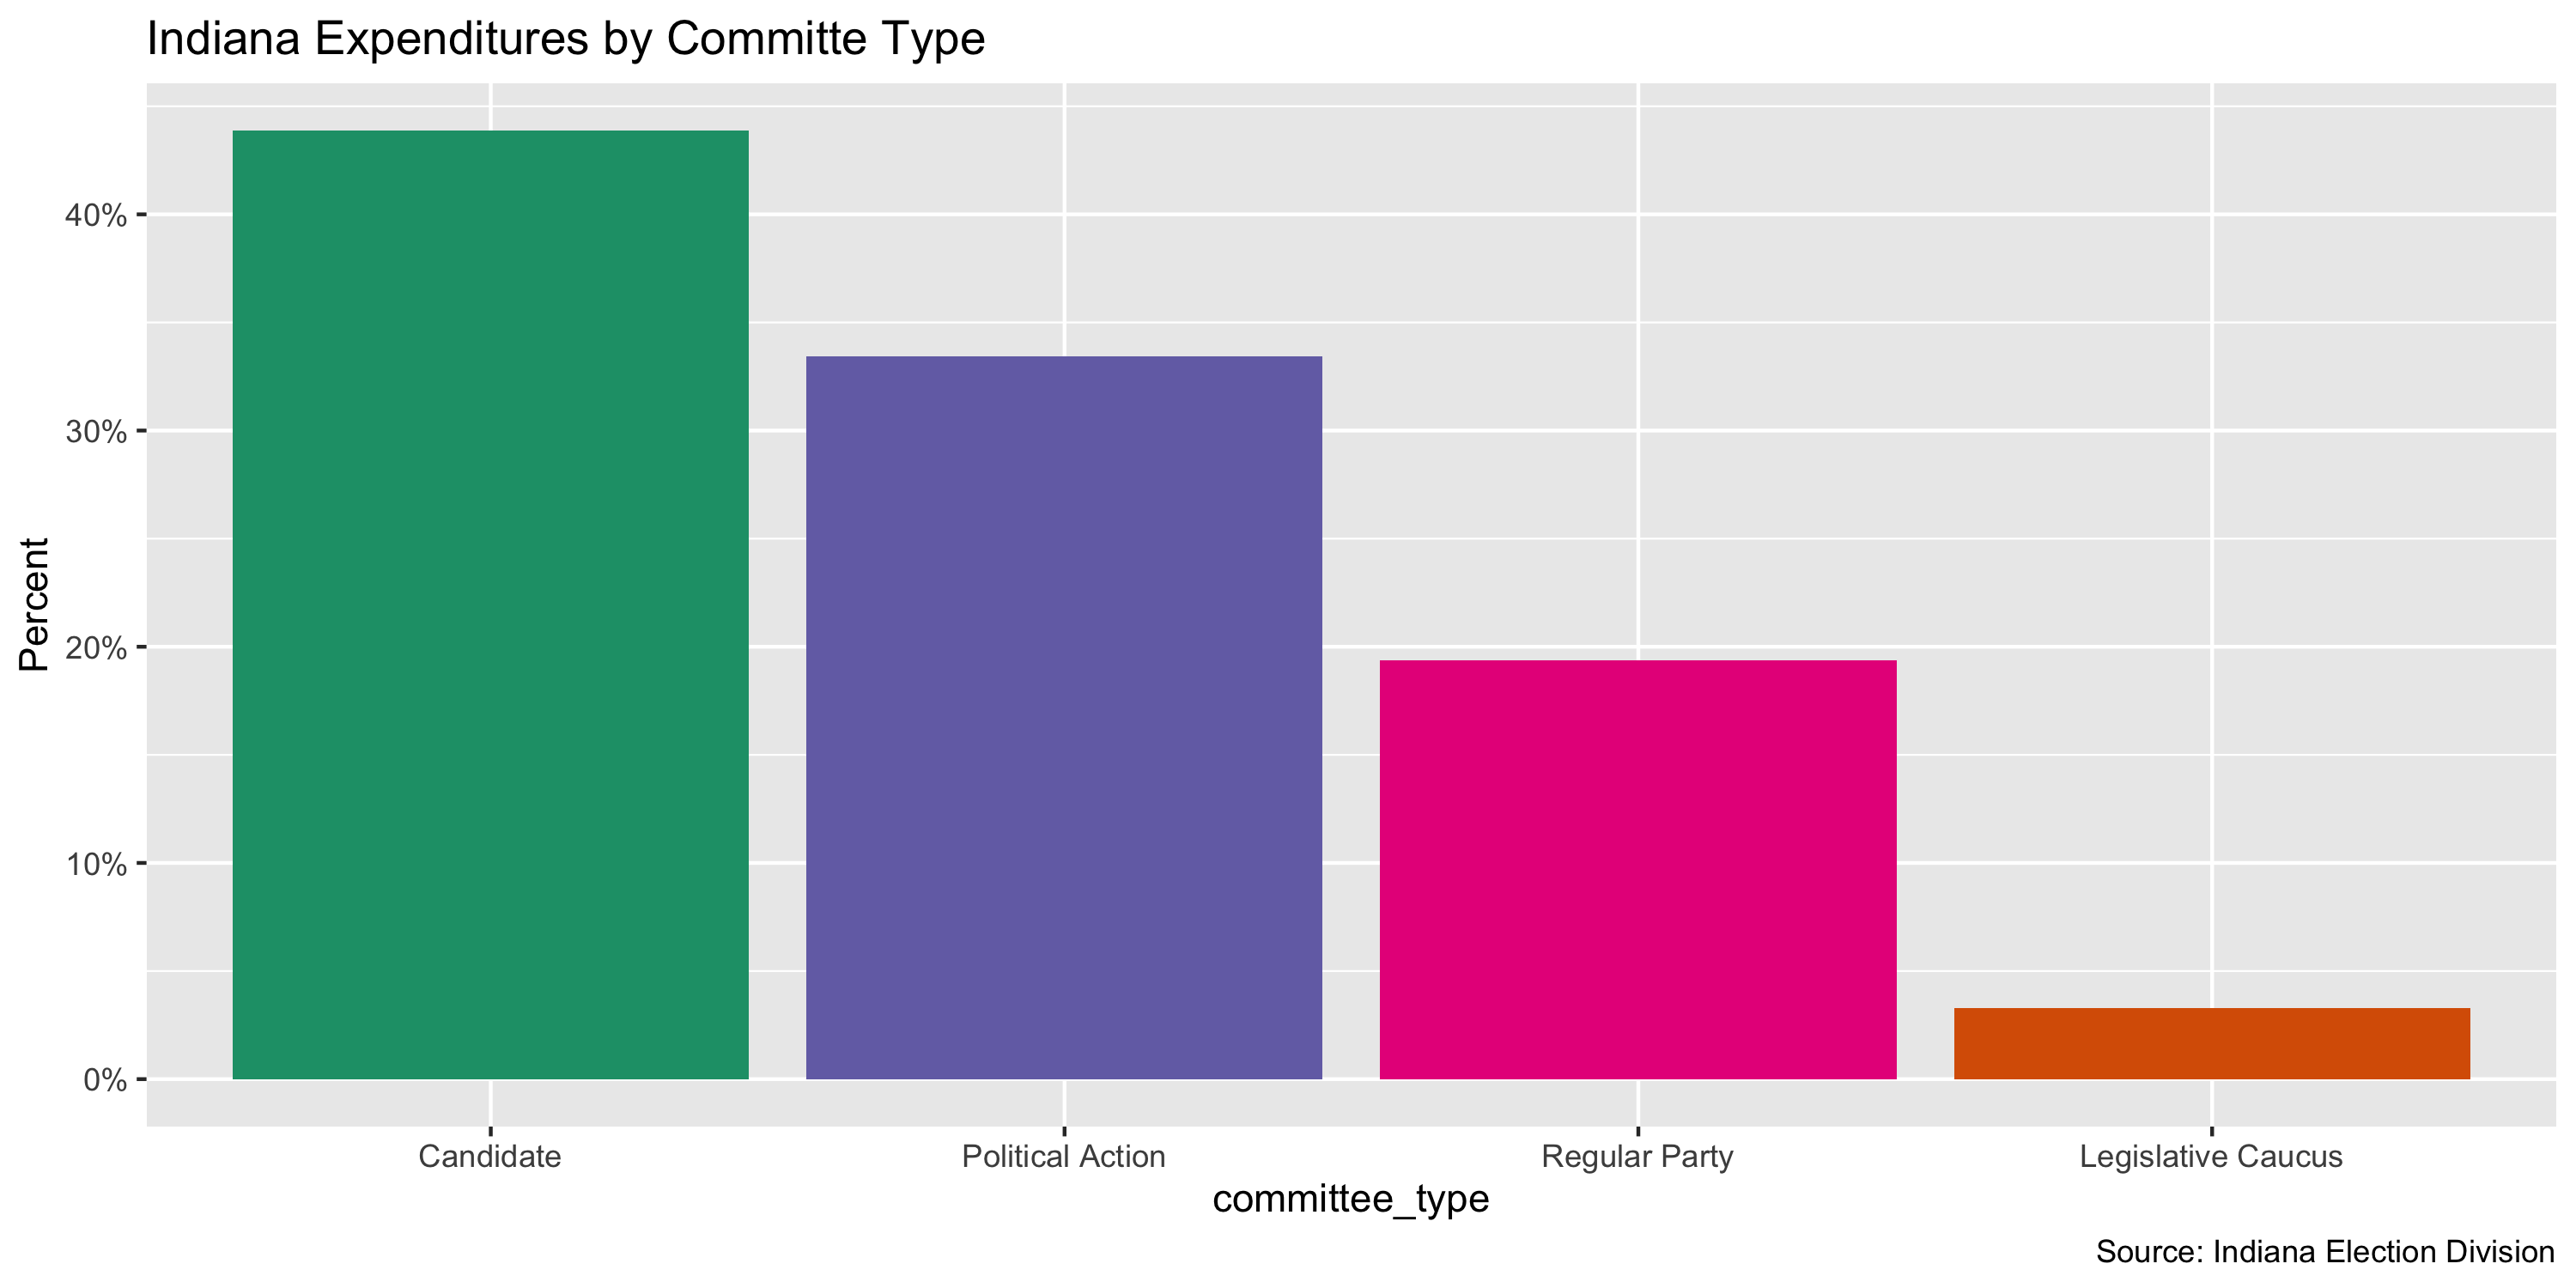 Indiana Expenditures by Committe Type
Percent
40%
30%
20%
10%
0%
Candidate
Political Action
Regular Party
Legislative Caucus
committee_type
Source: Indiana Election Division